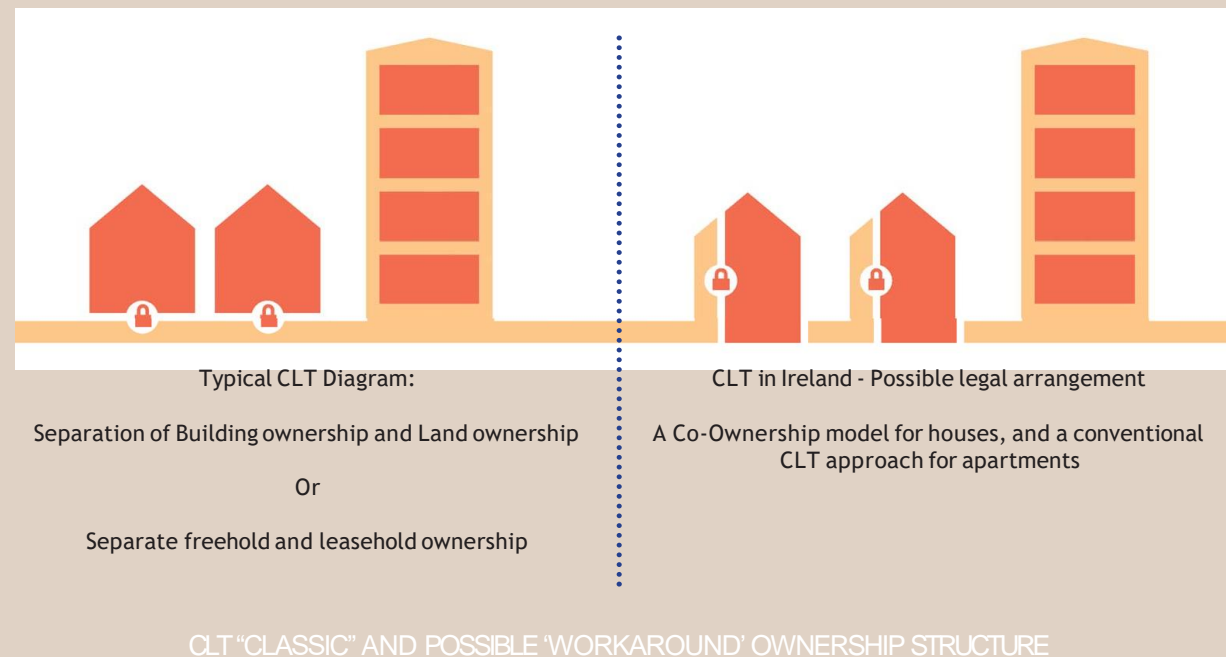 Typical CLT Diagram:
Separation of Building ownership and Land ownership
Or
Separate freehold and leasehold ownership
CLT in Ireland - Possible legal arrangement
A Co-Ownership model for houses, and a conventional
CLT approach for apartments
CLT “CLASSIC” AND POSSIBLE ‘WORKAROUND’ OWNERSHIP STRUCTURE